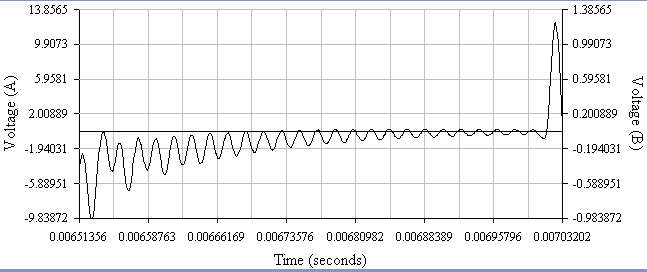 13.8565 1.38565
9.9073 0.99073
5.9581 0.59581
2.00889 0.200889
-1.94031 -0.194031
-5.88951 -0.588951
-9.83872 -0.983872
Voltage (A)
Voltage (B)
0.00651356 0.00658763 0.00666169 0.00673576 0.00680982 0.00688389 0.00695796 0.00703202
Time (seconds)